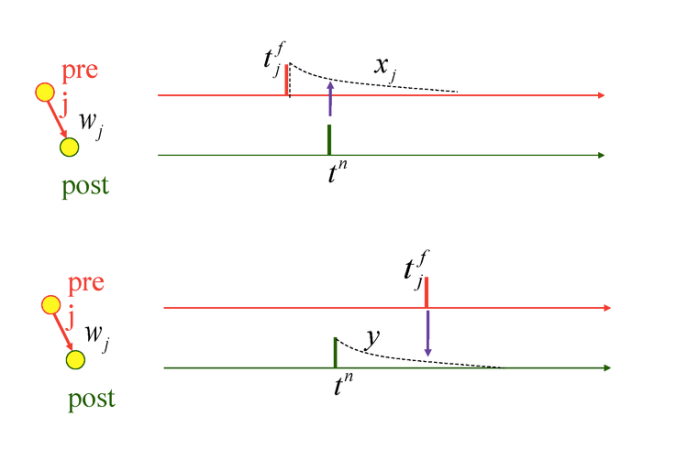 t_j^f
x_j
pre
j
w_j
t^n
post
t_j^f
pre
j
w_j
y
t^n
post